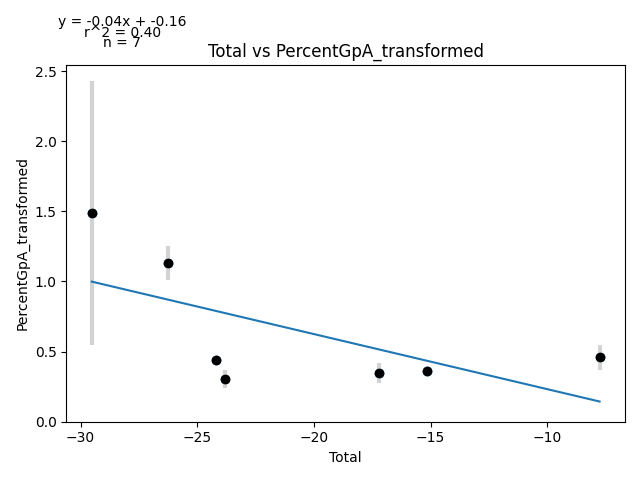 y = -0.04x + -0.16
r^2 = 0.40
n = 7
Total vs PercentGpA_transformed
2.5
2.0
1.5
1.0
0.5
0.0
PercentGpA_transformed
−30
−25
−20
−15
−10
Total